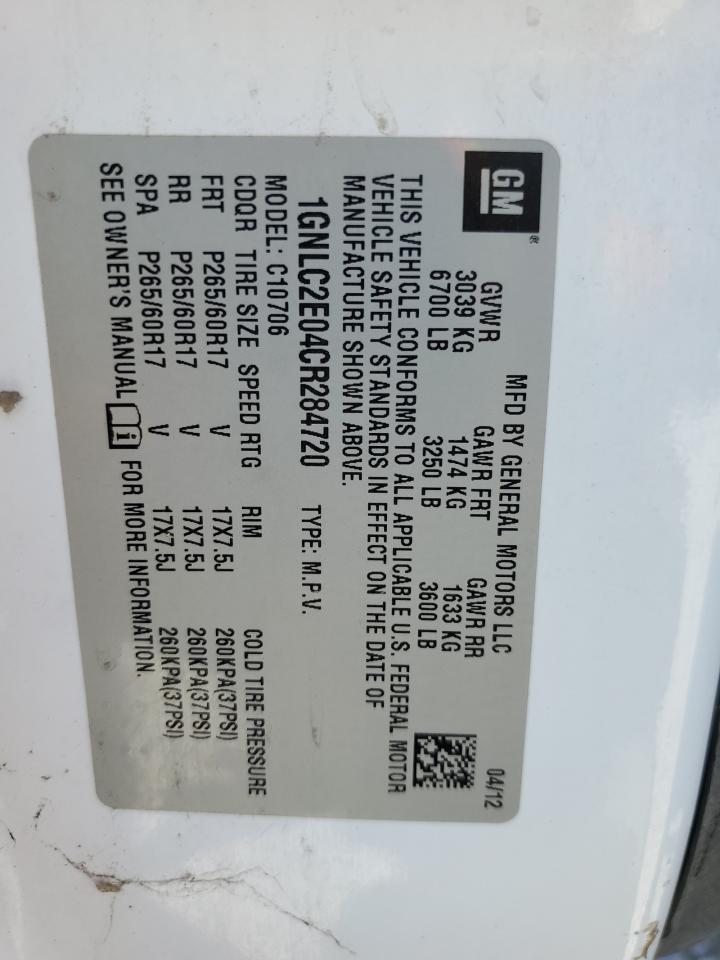 GM®
MFD BY GENERAL MOTORS LLC 04/12
GVWR GAWR FRT GAWR RR
3039 KG 1474 KG 1633 KG
6700 LB 3250 LB 3600 LB
THIS VEHICLE CONFORMS TO ALL APPLICABLE U.S. FEDERAL MOTOR
VEHICLE SAFETY STANDARDS IN EFFECT ON THE DATE OF
MANUFACTURE SHOWN ABOVE.
1GNLC2E04CR284720 TYPE: M.P.V.
MODEL: C10706
CDQR TIRE SIZE SPEED RTG RIM COLD TIRE PRESSURE
FRT P265/60R17 V 17X7.5J 260KPA(37PSI)
RR P265/60R17 V 17X7.5J 260KPA(37PSI)
SPA P265/60R17 V 17X7.5J 260KPA(37PSI)
SEE OWNER'S MANUAL i FOR MORE INFORMATION.